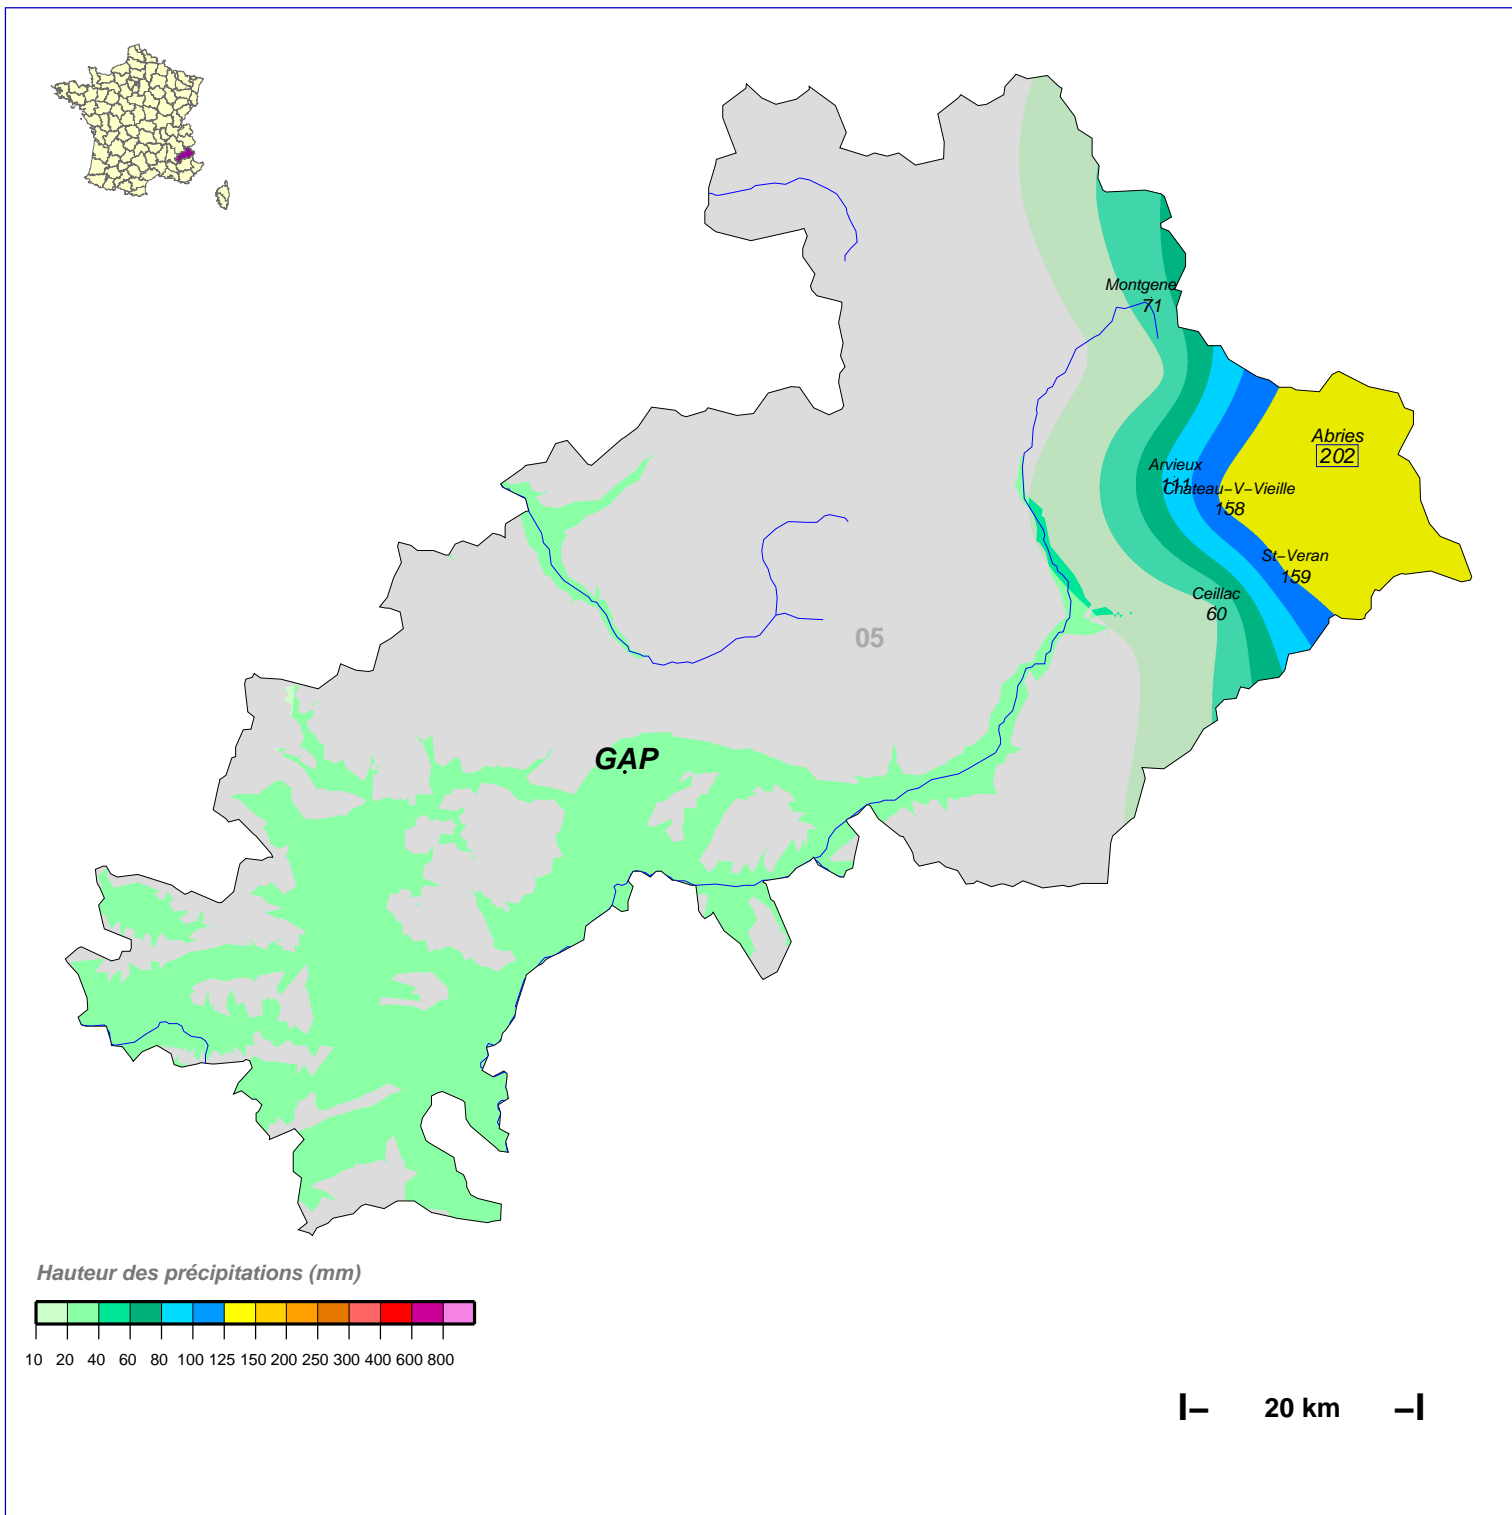 Montgene
71
Abries
202
Arvieux
111
Chateau–V–Vieille
158
St–Veran
159
Ceillac
60
05
GAP
Hauteur des précipitations (mm)
10 20 40 60 80 100 125 150 200 250 300 400 600 800
20 km